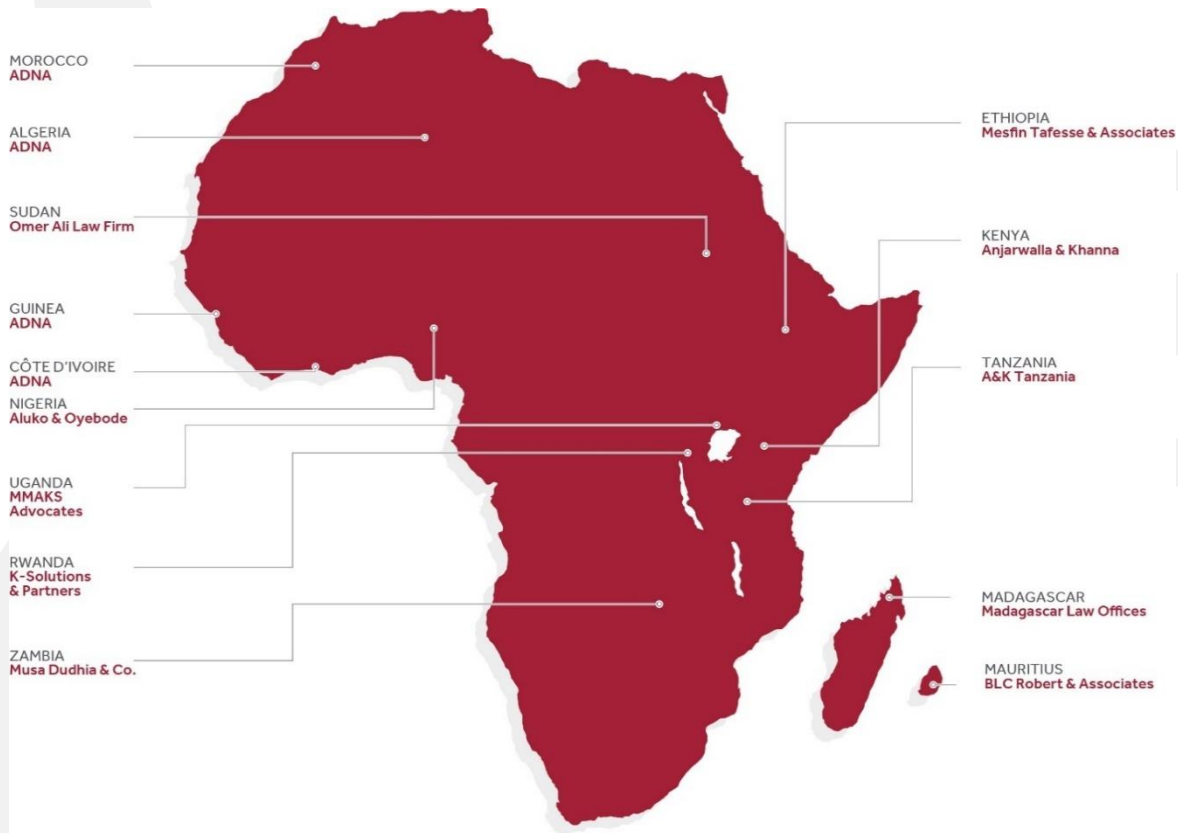 MOROCCO
ADNA
ALGERIA
ADNA
SUDAN
Omer Ali Law Firm
GUINEA
ADNA
CÔTE D'IVOIRE
ADNA
NIGERIA
Aluko & Oyebode
UGANDA
MMAKS
Advocates
RWANDA
K-Solutions
& Partners
ZAMBIA
Musa Dudhia & Co.
ETHIOPIA
Mesfin Tafesse & Associates
KENYA
Anjarwalla & Khanna
TANZANIA
A&K Tanzania
MADAGASCAR
Madagascar Law Offices
MAURITIUS
BLC Robert & Associates